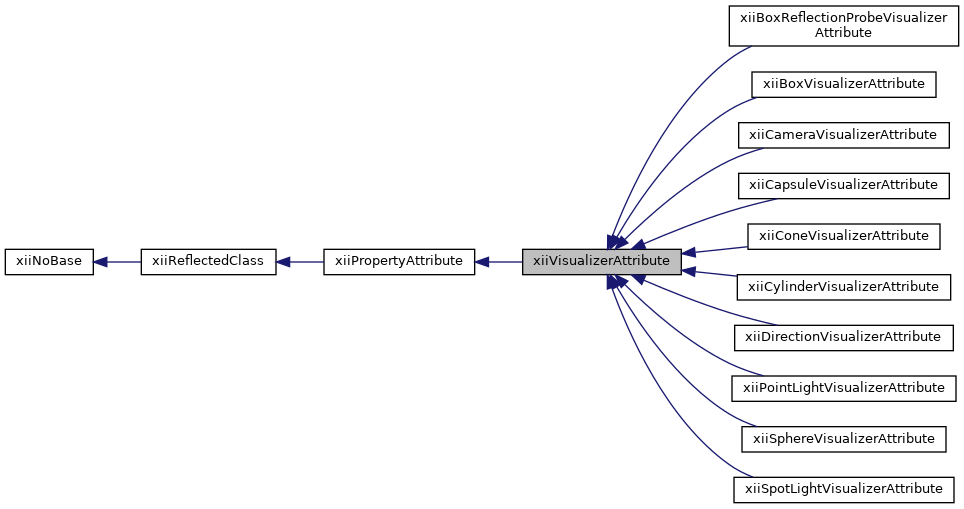 xiiNoBase
xiiReflectedClass
xiiPropertyAttribute
xiiVisualizerAttribute
xiiBoxReflectionProbeVisualizer
Attribute
xiiBoxVisualizerAttribute
xiiCameraVisualizerAttribute
xiiCapsuleVisualizerAttribute
xiiConeVisualizerAttribute
xiiCylinderVisualizerAttribute
xiiDirectionVisualizerAttribute
xiiPointLightVisualizerAttribute
xiiSphereVisualizerAttribute
xiiSpotLightVisualizerAttribute